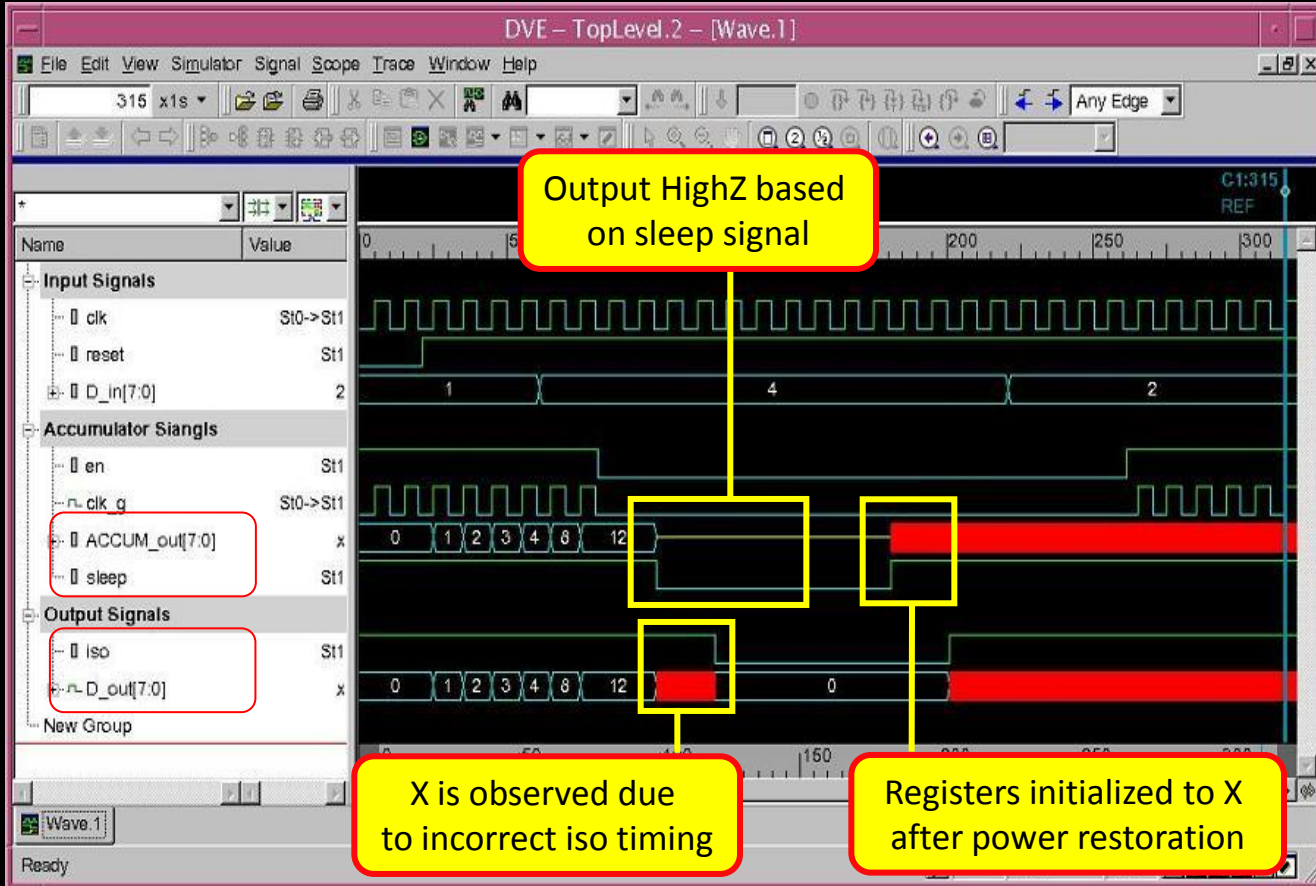 DVE – TopLevel.2 – [Wave.1]
File Edit View Simulator Signal Scope Trace Window Help
315 x1s
Any Edge
Output HighZ based
on sleep signal
C1:315
REF
*
Name Value
0 200 250 300
Input Signals
clk St0->St1
reset St1
D_in[7:0] 2
1 4 2
Accumulator Siangls
en St1
clk_g St0->St1
ACCUM_out[7:0] x
0 1 2 3 4 8 12
sleep St1
Output Signals
iso St1
D_out[7:0] x
0 1 2 3 4 8 12 0
New Group
150
X is observed due
to incorrect iso timing
Registers initialized to X
after power restoration
Wave.1
Ready